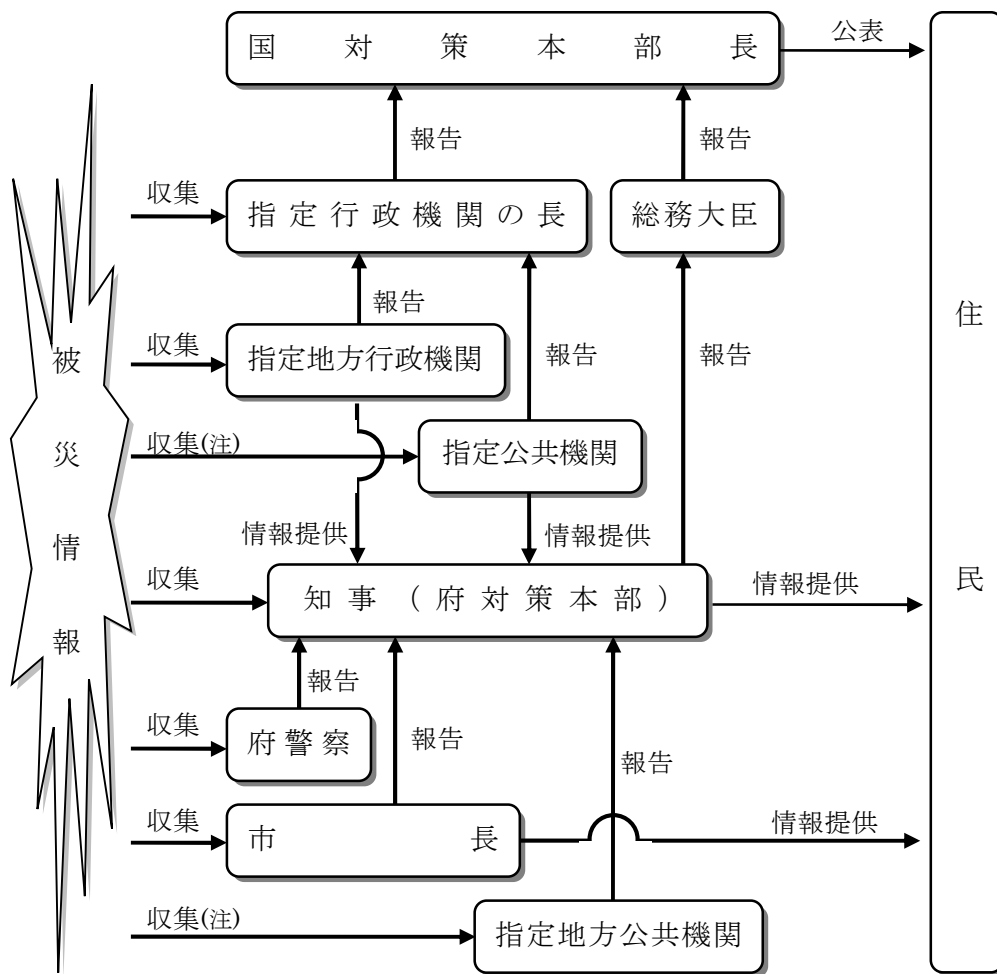 国対策本部長
公表
報告
報告
収集
指定行政機関の長
総務大臣
報告
収集
指定地方行政機関
報告
報告
収集(注)
指定公共機関
情報提供
情報提供
収集
知事（府対策本部）
情報提供
報告
収集
府警察
報告
報告
収集
市長
情報提供
収集(注)
指定地方公共機関
被災情報
住民